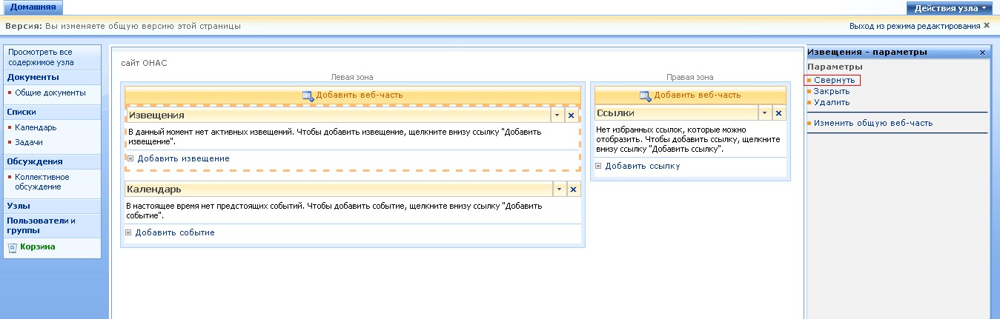 Домашняя
Действия узла
Версия: Вы изменяете общую версию этой страницы
Выход из режима редактирования
Просмотреть все
содержимое узла
Документы
Общие документы
Списки
Календарь
Задачи
Обсуждения
Коллективное
обсуждение
Узлы
Пользователи и
группы
Корзина
сайт ОНАС
Левая зона
Добавить веб-часть
Извещения
В данный момент нет активных извещений. Чтобы добавить извещение, щелкните внизу ссылку "Добавить
извещение".
Добавить извещение
Календарь
В настоящее время нет предстоящих событий. Чтобы добавить событие, щелкните внизу ссылку "Добавить
событие".
Добавить событие
Правая зона
Добавить веб-часть
Ссылки
Нет избранных ссылок, которые можно
отобразить. Чтобы добавить ссылку, щелкните
внизу ссылку "Добавить ссылку".
Добавить ссылку
Извещения - параметры
Параметры
Свернуть
Закрыть
Удалить
Изменить общую веб-часть